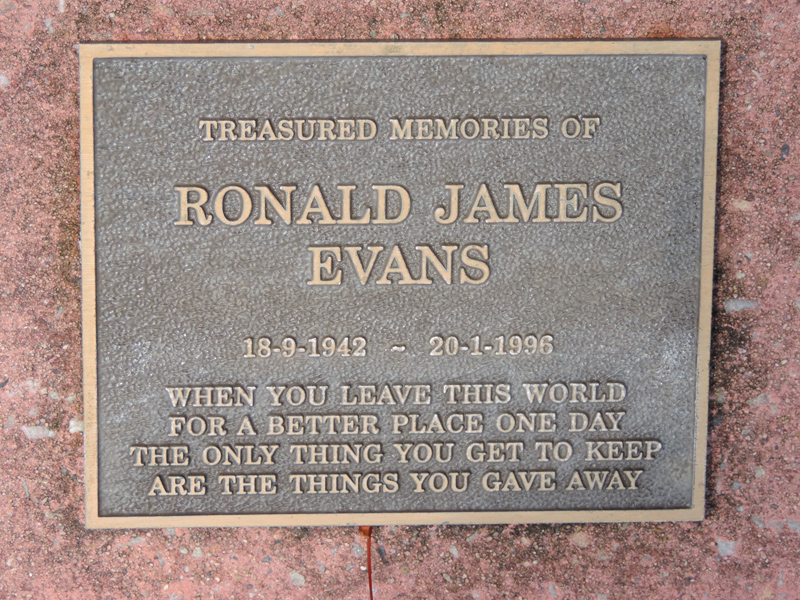 TREASURED MEMORIES OF
RONALD JAMES
EVANS
18-9-1942 ~ 20-1-1996
WHEN YOU LEAVE THIS WORLD
FOR A BETTER PLACE ONE DAY
THE ONLY THING YOU GET TO KEEP
ARE THE THINGS YOU GAVE AWAY